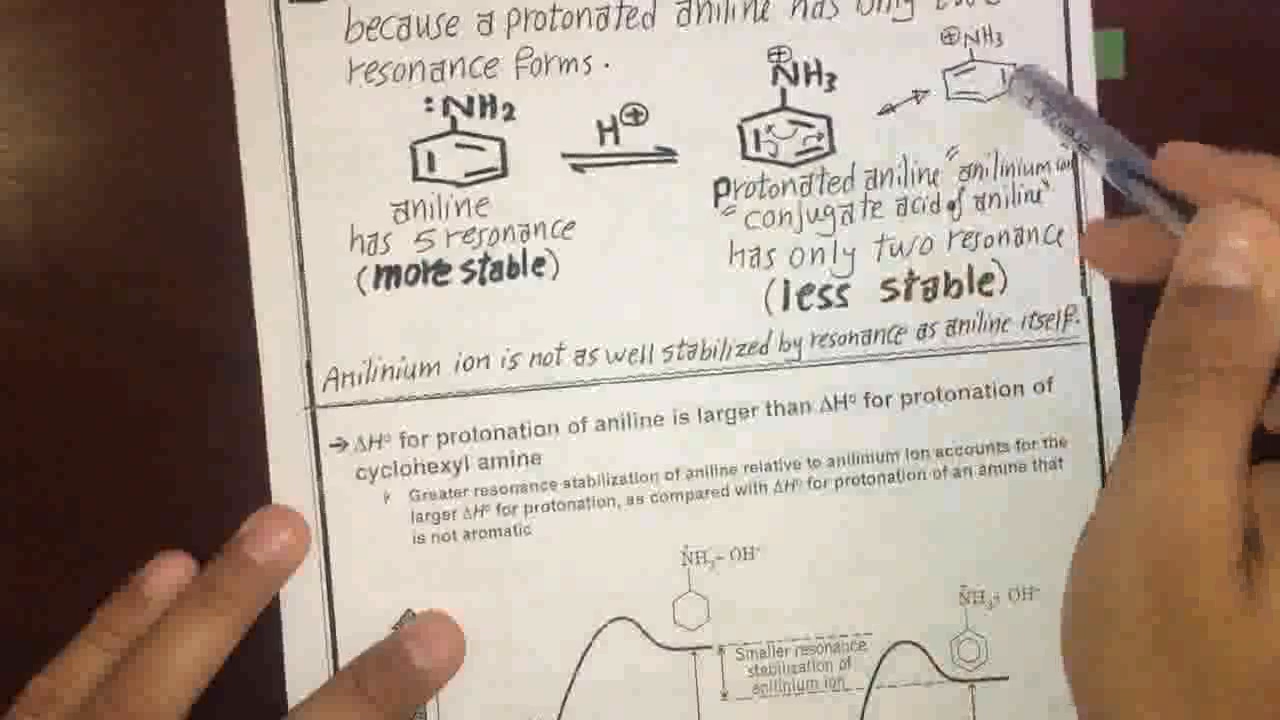 because a protonated aniline has only two
resonance forms.
:NH2
H⊕
⊕
NH3
⊕NH3
aniline
has 5 resonance
(more stable)
Protonated aniline "anilinium ion
"conjugate acid of aniline"
has only two resonance
(less stable)
Anilinium ion is not as well stabilized by resonance as aniline itself.
→ ΔH° for protonation of aniline is larger than ΔH° for protonation of
cyclohexyl amine
Greater resonance stabilization of aniline relative to anilinium ion accounts for the
larger ΔH° for protonation, as compared with ΔH° for protonation of an amine that
is not aromatic
Smaller resonance
stabilization of
anilinium ion